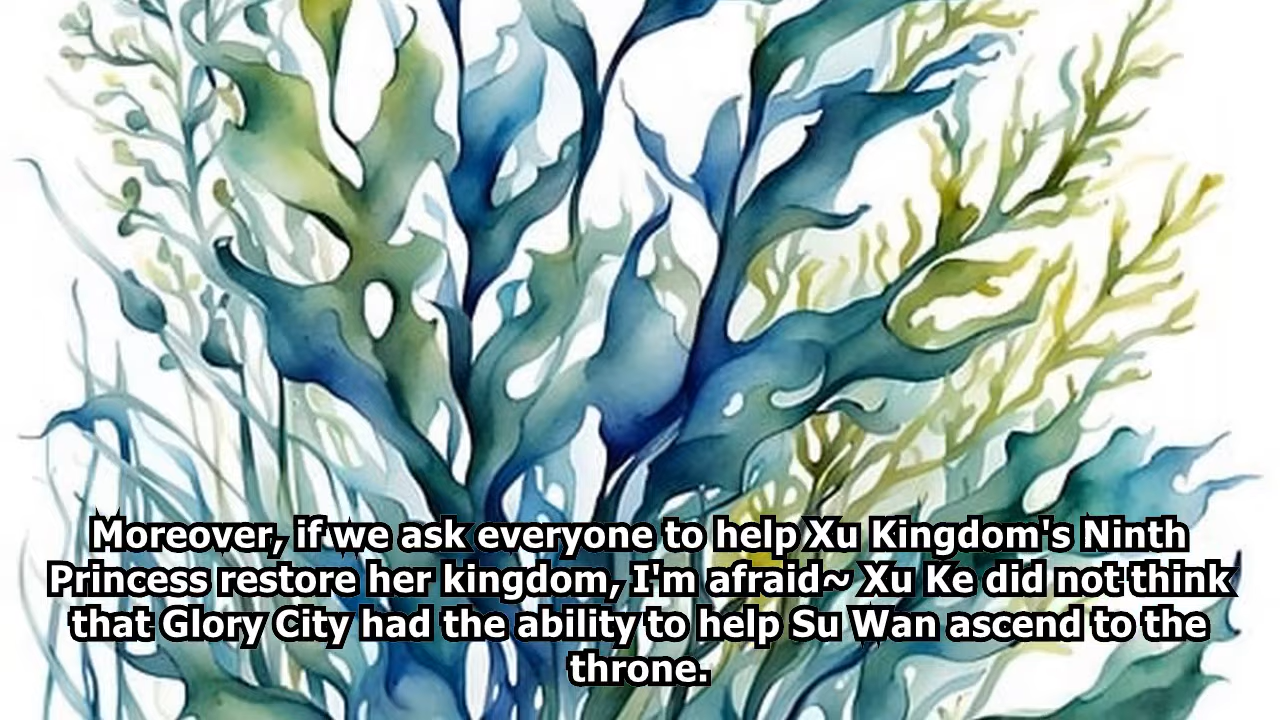 Moreover, if we ask everyone to help Xu Kingdom's Ninth
Princess restore her kingdom, I'm afraid~ Xu Ke did not think
that Glory City had the ability to help Su Wan ascend to the
throne.